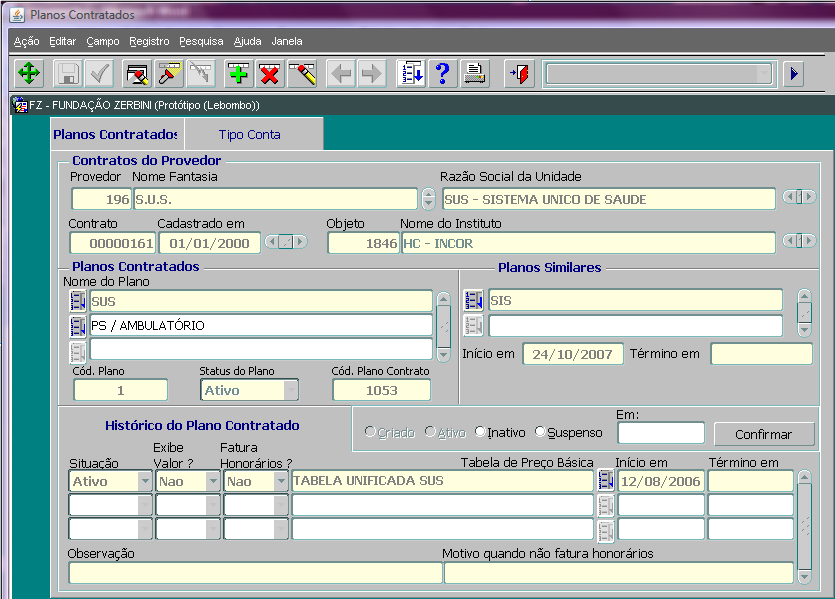 Planos Contratados
Ação Editar Campo Registro Pesquisa Ajuda Janela
FZ - FUNDAÇÃO ZERBINI (Protótipo (Lebombo))
Planos Contratados Tipo Conta
Contratos do Provedor
Provedor Nome Fantasia Razão Social da Unidade
196 S.U.S. SUS - SISTEMA UNICO DE SAUDE
Contrato Cadastrado em Objeto Nome do Instituto
00000161 01/01/2000 1846 HC - INCOR
Planos Contratados Planos Similares
Nome do Plano
SUS SIS
PS / AMBULATÓRIO
Início em 24/10/2007 Término em
Cód. Plano Status do Plano Cód. Plano Contrato
1 Ativo 1053
Histórico do Plano Contratado Criado Ativo Inativo Suspenso Em: Confirmar
Situação Exibe Valor ? Fatura Honorários ? Tabela de Preço Básica Início em Término em
Ativo Nao Nao TABELA UNIFICADA SUS 12/08/2006
Observação Motivo quando não fatura honorários